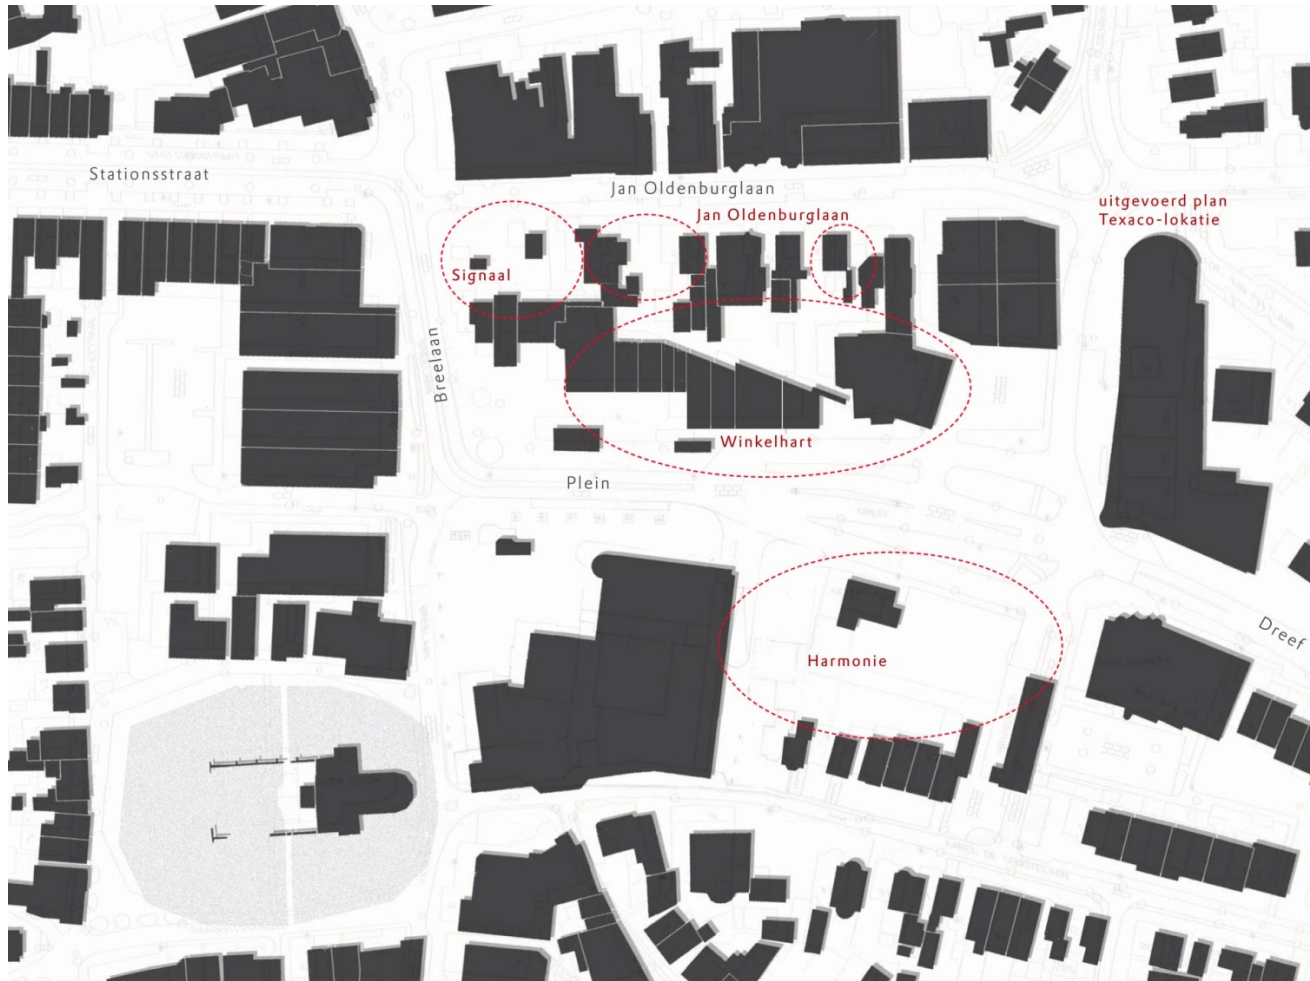 Stationsstraat
Jan Oldenburglaan
uitgevoerd plan
Texaco-lokatie
Jan Oldenburglaan
Signaal
Breelaan
Winkelhart
Plein
Dreef
Harmonie